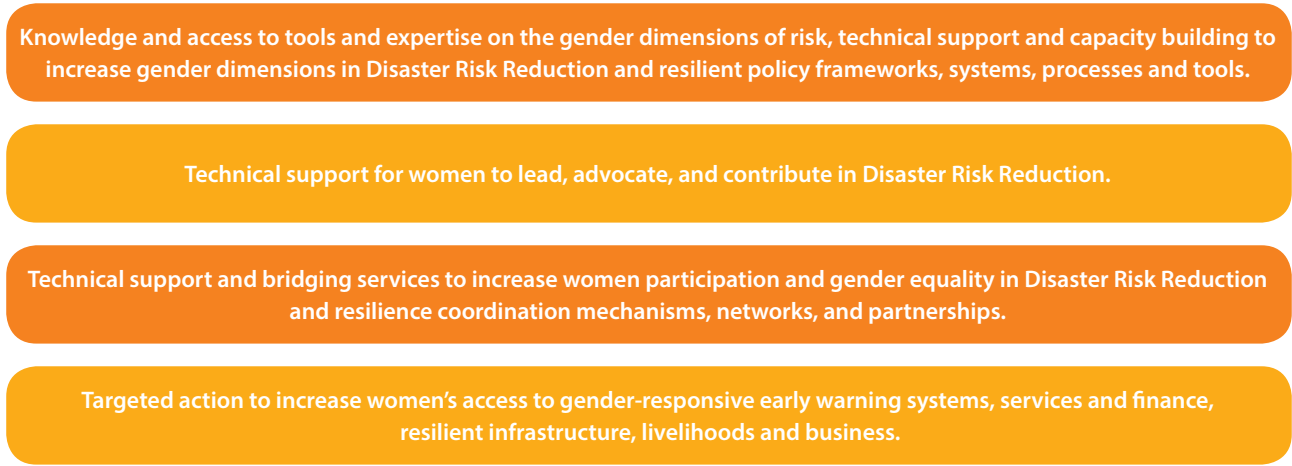 Knowledge and access to tools and expertise on the gender dimensions of risk, technical support and capacity building to
increase gender dimensions in Disaster Risk Reduction and resilient policy frameworks, systems, processes and tools.
Technical support for women to lead, advocate, and contribute in Disaster Risk Reduction.
Technical support and bridging services to increase women participation and gender equality in Disaster Risk Reduction
and resilience coordination mechanisms, networks, and partnerships.
Targeted action to increase women's access to gender-responsive early warning systems, services and finance,
resilient infrastructure, livelihoods and business.